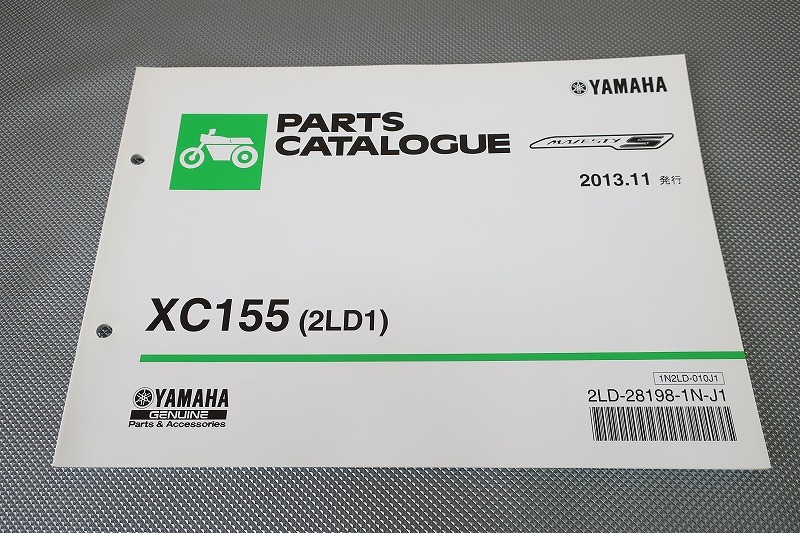 YAMAHA
PARTS
CATALOGUE
MAJESTY S
2013.11 発行
XC155 (2LD1)
1N2LD-010J1
2LD-28198-1N-J1
YAMAHA
GENUINE
Parts & Accessories